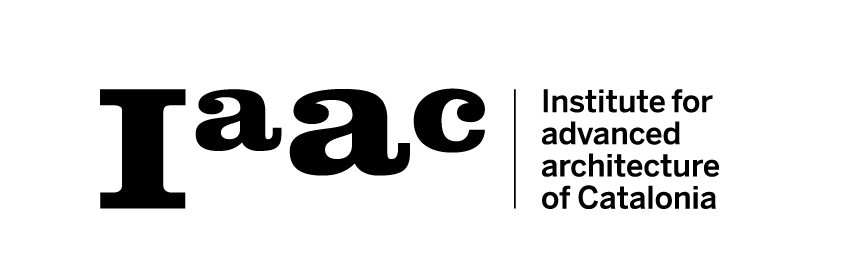 Iaac
Institute for
advanced
architecture
of Catalonia